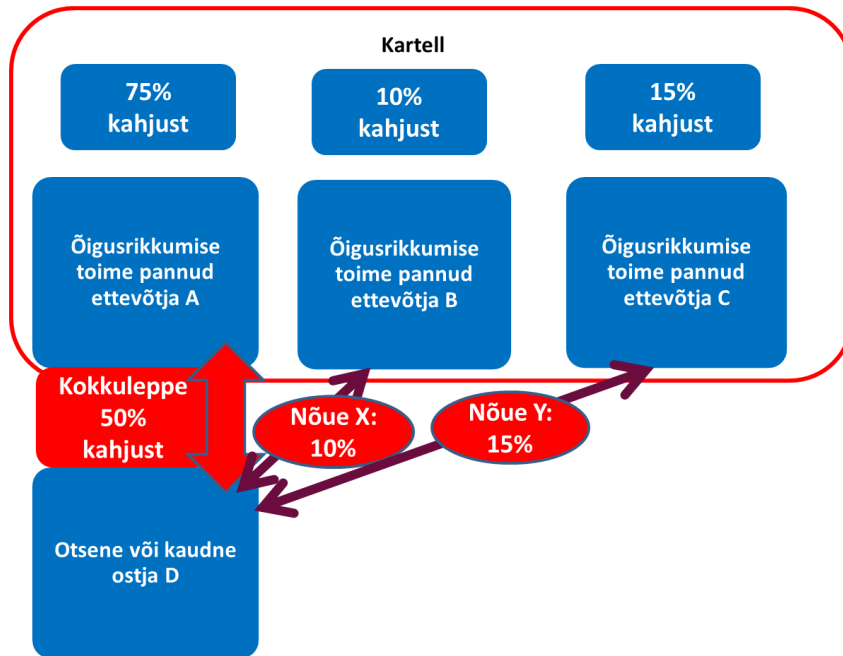 Kartell
75%
kahjust
10%
kahjust
15%
kahjust
Õigusrikkumise
toime pannud
ettevõtja A
Õigusrikkumise
toime pannud
ettevõtja B
Õigusrikkumise
toime pannud
ettevõtja C
Kokkuleppe
50%
kahjust
Nõue X:
10%
Nõue Y:
15%
Otsene või kaudne
ostja D